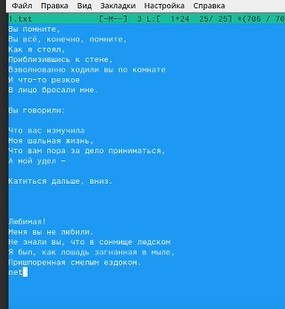 Файл Правка Вид Закладки Настройка Справка
1.txt [-M--] 3 L:[ 1+24 25/ 25] *(706 / 70
Вы помните,
Вы всё, конечно, помните,
Как я стоял,
Приблизившись к стене,
Взволнованно ходили вы по комнате
И что-то резкое
В лицо бросали мне.
Вы говорили:
Что вас измучила
Моя шальная жизнь,
Что вам пора за дело приниматься,
А мой удел —
Катиться дальше, вниз.
Любимая!
Меня вы не любили.
Не знали вы, что в сонмище людском
Я был, как лошадь загнанная в мыле,
Пришпоренная смелым ездоком.
net